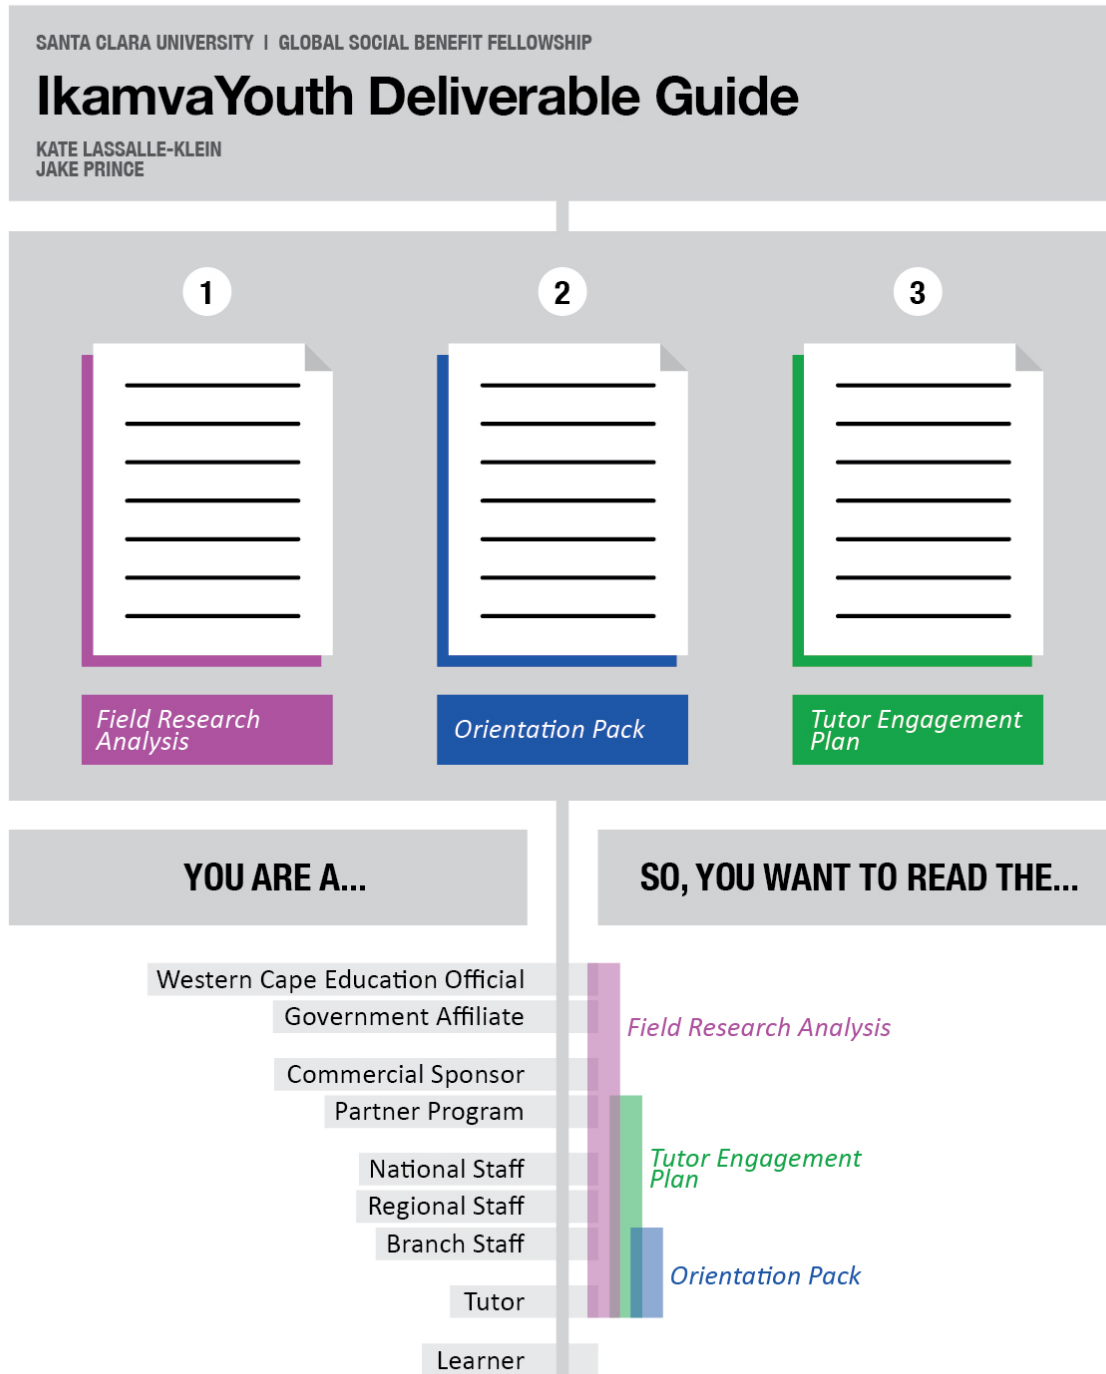 SANTA CLARA UNIVERSITY | GLOBAL SOCIAL BENEFIT FELLOWSHIP
IkamvaYouth Deliverable Guide
KATE LASSALLE-KLEIN
JAKE PRINCE
1
2
3
Field Research
Analysis
Orientation Pack
Tutor Engagement
Plan
YOU ARE A...
SO, YOU WANT TO READ THE...
Western Cape Education Official
Government Affiliate
Field Research Analysis
Commercial Sponsor
Partner Program
National Staff
Tutor Engagement
Plan
Regional Staff
Branch Staff
Orientation Pack
Tutor
Learner